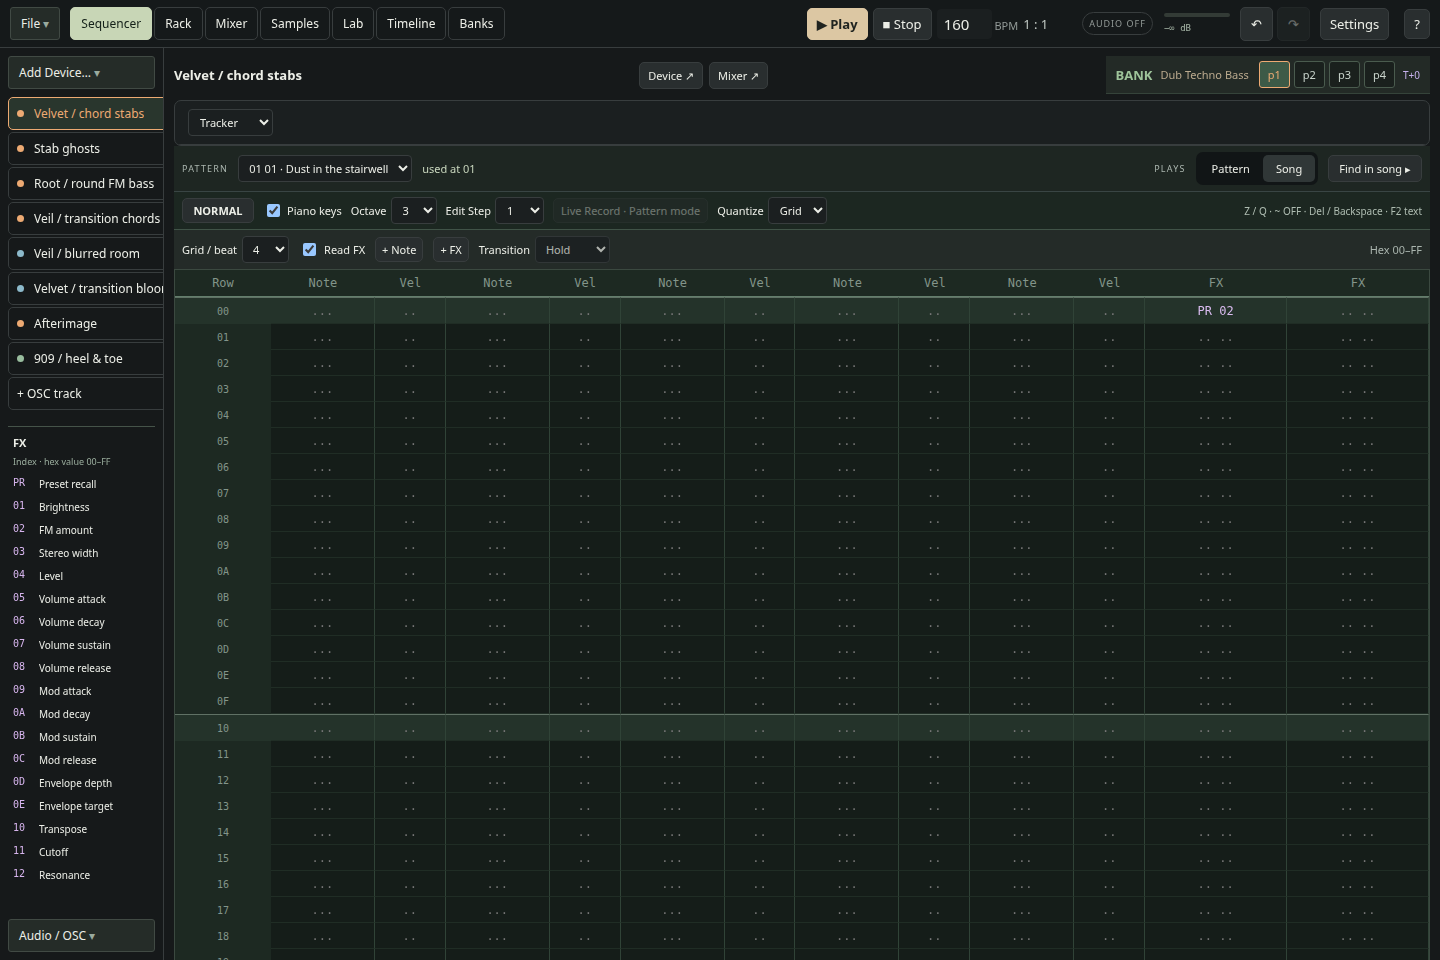 File ▾ Sequencer Rack Mixer Samples Lab Timeline Banks ▶ Play ■ Stop 160 BPM 1 : 1 AUDIO OFF −∞ dB ↶ ↷ Settings ?
Add Device... ▾
Velvet / chord stabs
Stab ghosts
Root / round FM bass
Veil / transition chords
Veil / blurred room
Velvet / transition bloor
Afterimage
909 / heel & toe
+ OSC track
FX
Index · hex value 00–FF
PR Preset recall
01 Brightness
02 FM amount
03 Stereo width
04 Level
05 Volume attack
06 Volume decay
07 Volume sustain
08 Volume release
09 Mod attack
0A Mod decay
0B Mod sustain
0C Mod release
0D Envelope depth
0E Envelope target
10 Transpose
11 Cutoff
12 Resonance
Audio / OSC ▾
Velvet / chord stabs Device ↗ Mixer ↗ BANK Dub Techno Bass p1 p2 p3 p4 T+0
Tracker
PATTERN 01 01 · Dust in the stairwell used at 01 PLAYS Pattern Song Find in song ▸
NORMAL Piano keys Octave 3 Edit Step 1 Live Record · Pattern mode Quantize Grid Z / Q · ~ OFF · Del / Backspace · F2 text
Grid / beat 4 Read FX + Note + FX Transition Hold Hex 00–FF
Row Note Vel Note Vel Note Vel Note Vel Note Vel FX FX
00 ... .. ... .. ... .. ... .. ... .. PR 02 .. ..
01 ... .. ... .. ... .. ... .. ... .. .. .. .. ..
02 ... .. ... .. ... .. ... .. ... .. .. .. .. ..
03 ... .. ... .. ... .. ... .. ... .. .. .. .. ..
04 ... .. ... .. ... .. ... .. ... .. .. .. .. ..
05 ... .. ... .. ... .. ... .. ... .. .. .. .. ..
06 ... .. ... .. ... .. ... .. ... .. .. .. .. ..
07 ... .. ... .. ... .. ... .. ... .. .. .. .. ..
08 ... .. ... .. ... .. ... .. ... .. .. .. .. ..
09 ... .. ... .. ... .. ... .. ... .. .. .. .. ..
0A ... .. ... .. ... .. ... .. ... .. .. .. .. ..
0B ... .. ... .. ... .. ... .. ... .. .. .. .. ..
0C ... .. ... .. ... .. ... .. ... .. .. .. .. ..
0D ... .. ... .. ... .. ... .. ... .. .. .. .. ..
0E ... .. ... .. ... .. ... .. ... .. .. .. .. ..
0F ... .. ... .. ... .. ... .. ... .. .. .. .. ..
10 ... .. ... .. ... .. ... .. ... .. .. .. .. ..
11 ... .. ... .. ... .. ... .. ... .. .. .. .. ..
12 ... .. ... .. ... .. ... .. ... .. .. .. .. ..
13 ... .. ... .. ... .. ... .. ... .. .. .. .. ..
14 ... .. ... .. ... .. ... .. ... .. .. .. .. ..
15 ... .. ... .. ... .. ... .. ... .. .. .. .. ..
16 ... .. ... .. ... .. ... .. ... .. .. .. .. ..
17 ... .. ... .. ... .. ... .. ... .. .. .. .. ..
18 ... .. ... .. ... .. ... .. ... .. .. .. .. ..